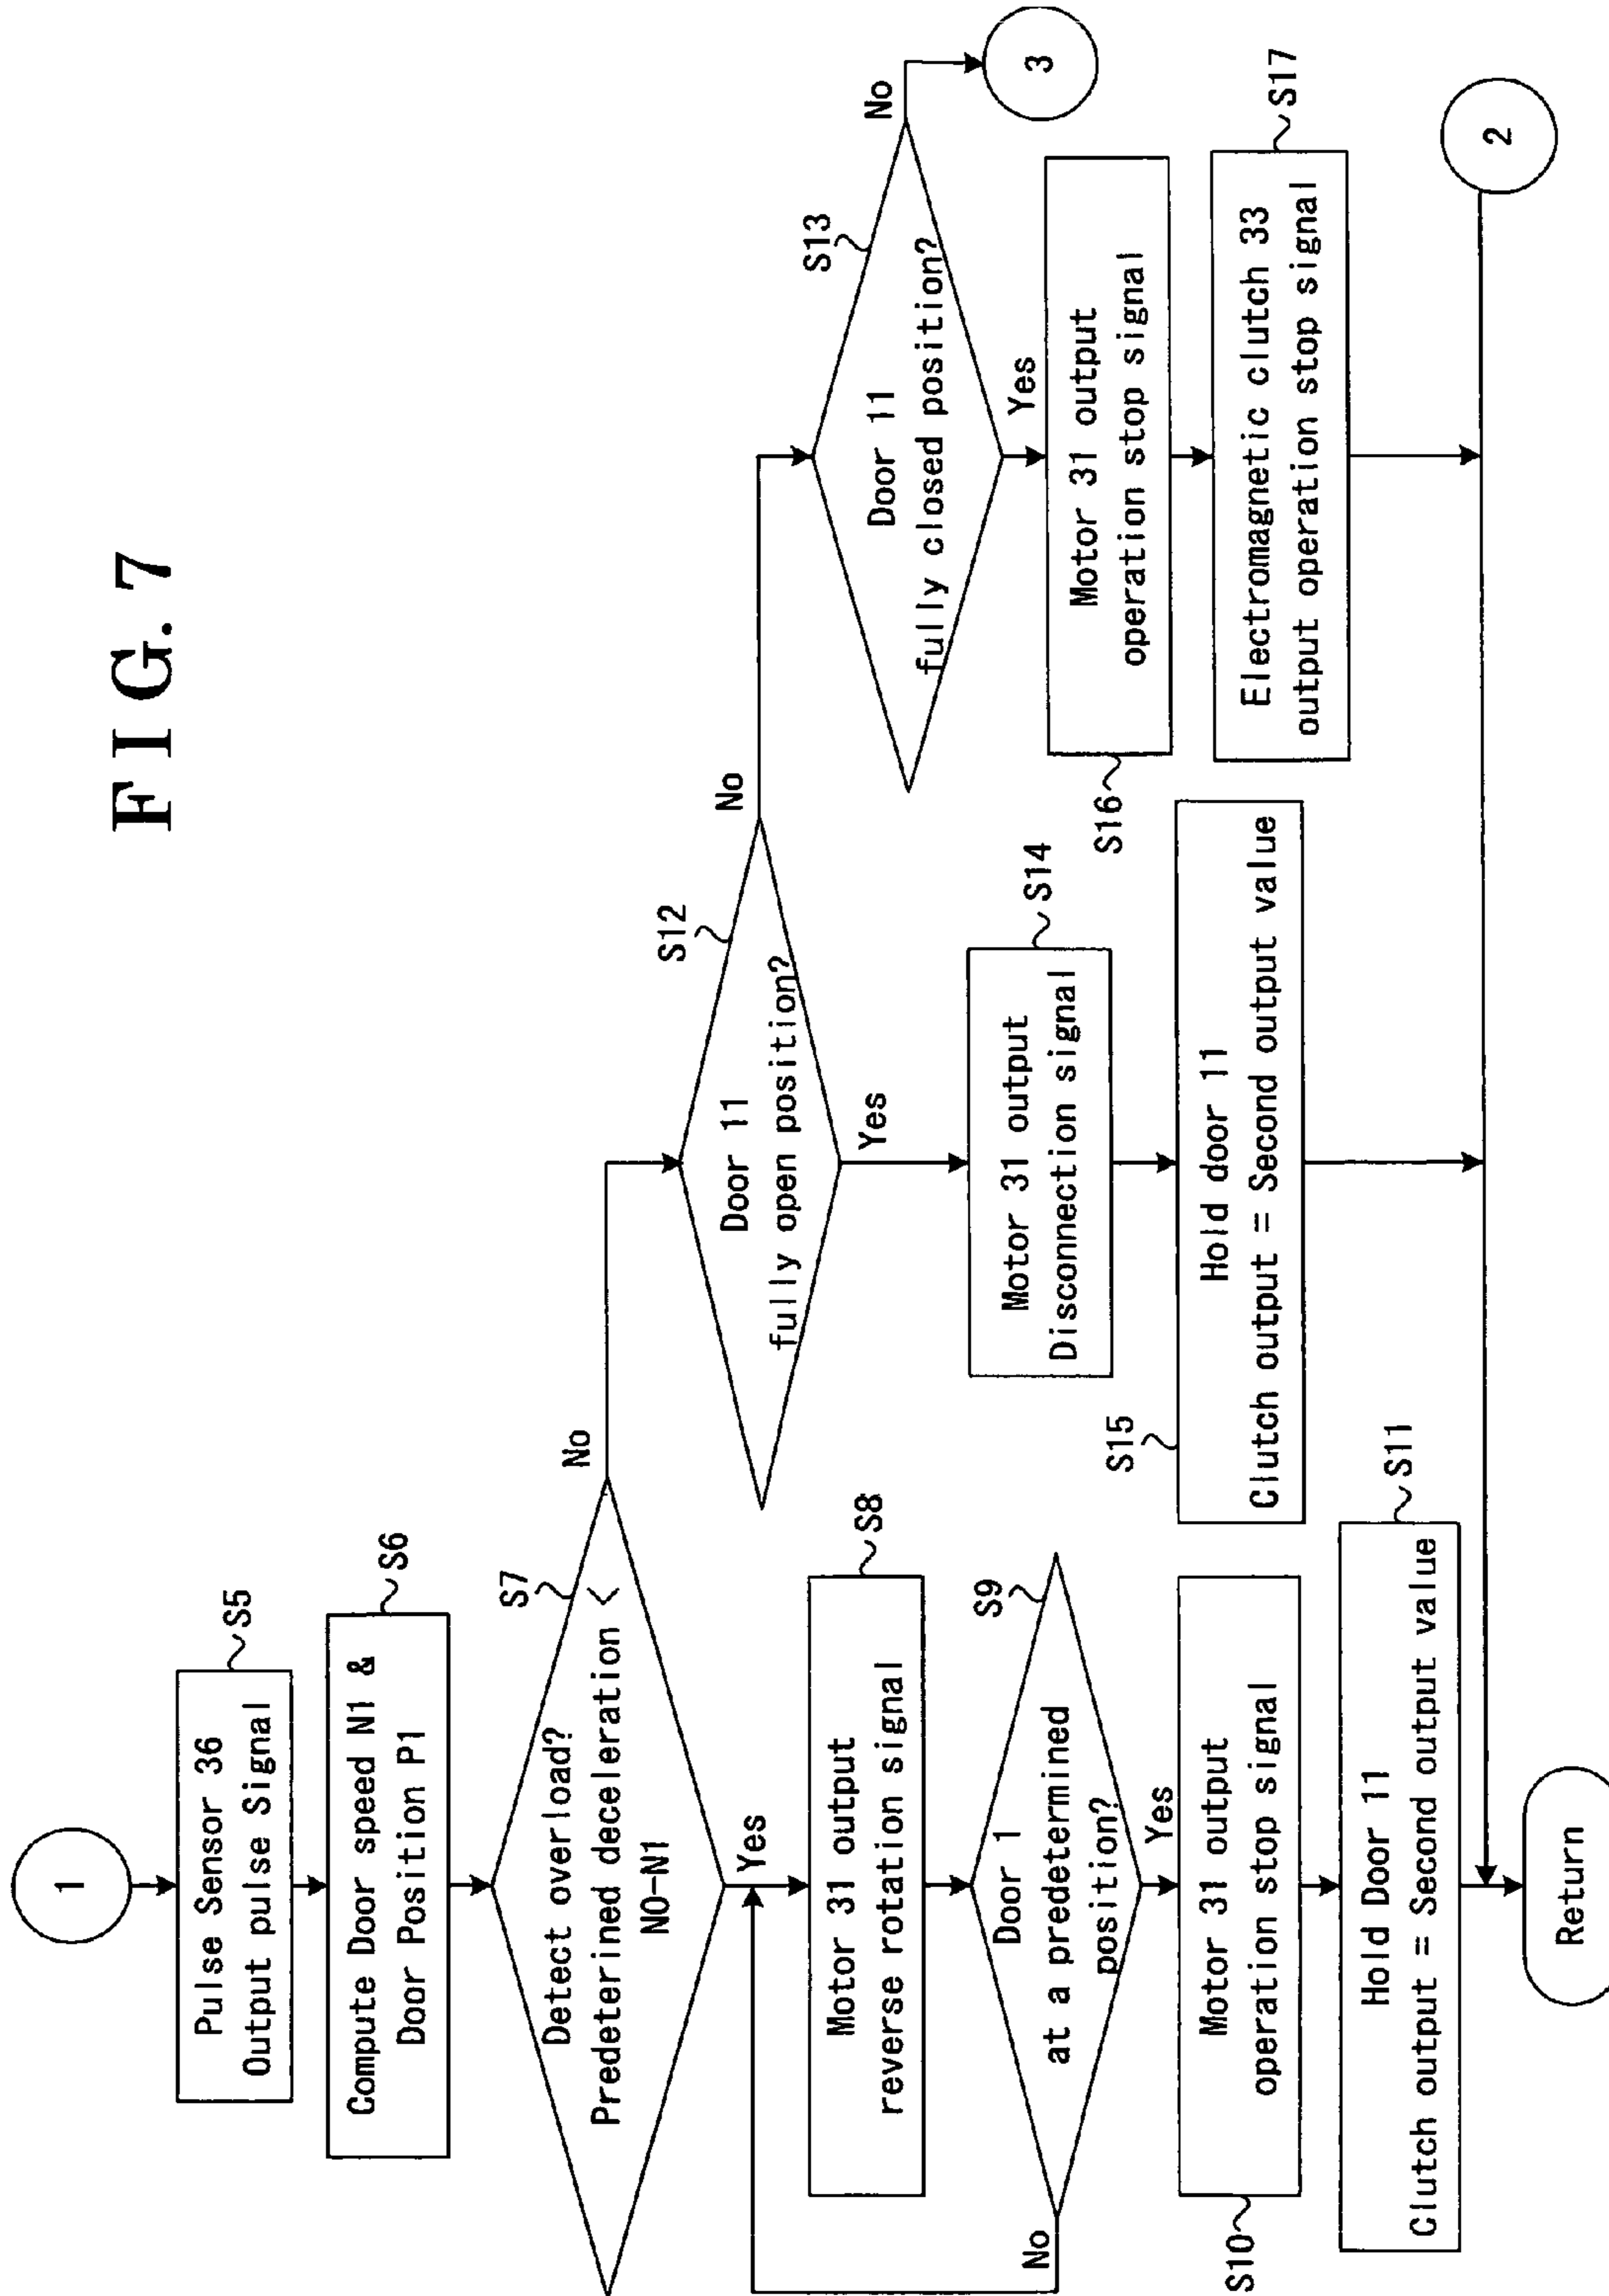 FIG. 7
1
Pulse Sensor 36
Output pulse Signal
S5
Compute Door speed N1 &
Door Position P1
S6
Detect overload?
Predeterined deceleration <
NO-N1
S7
No
Yes
Motor 31 output
reverse rotation signal
S8
Door 1
at a predetermined
position?
S9
No
Yes
Motor 31 output
operation stop signal
S10
Hold Door 11
Clutch output = Second output value
S11
Return
Door 11
fully open position?
S12
No
Yes
Motor 31 output
Disconnection signal
S14
Hold door 11
Clutch output = Second output value
S15
Door 11
fully closed position?
S13
No
3
Yes
Motor 31 output
operation stop signal
S16
Electromagnetic clutch 33
output operation stop signal
S17
2